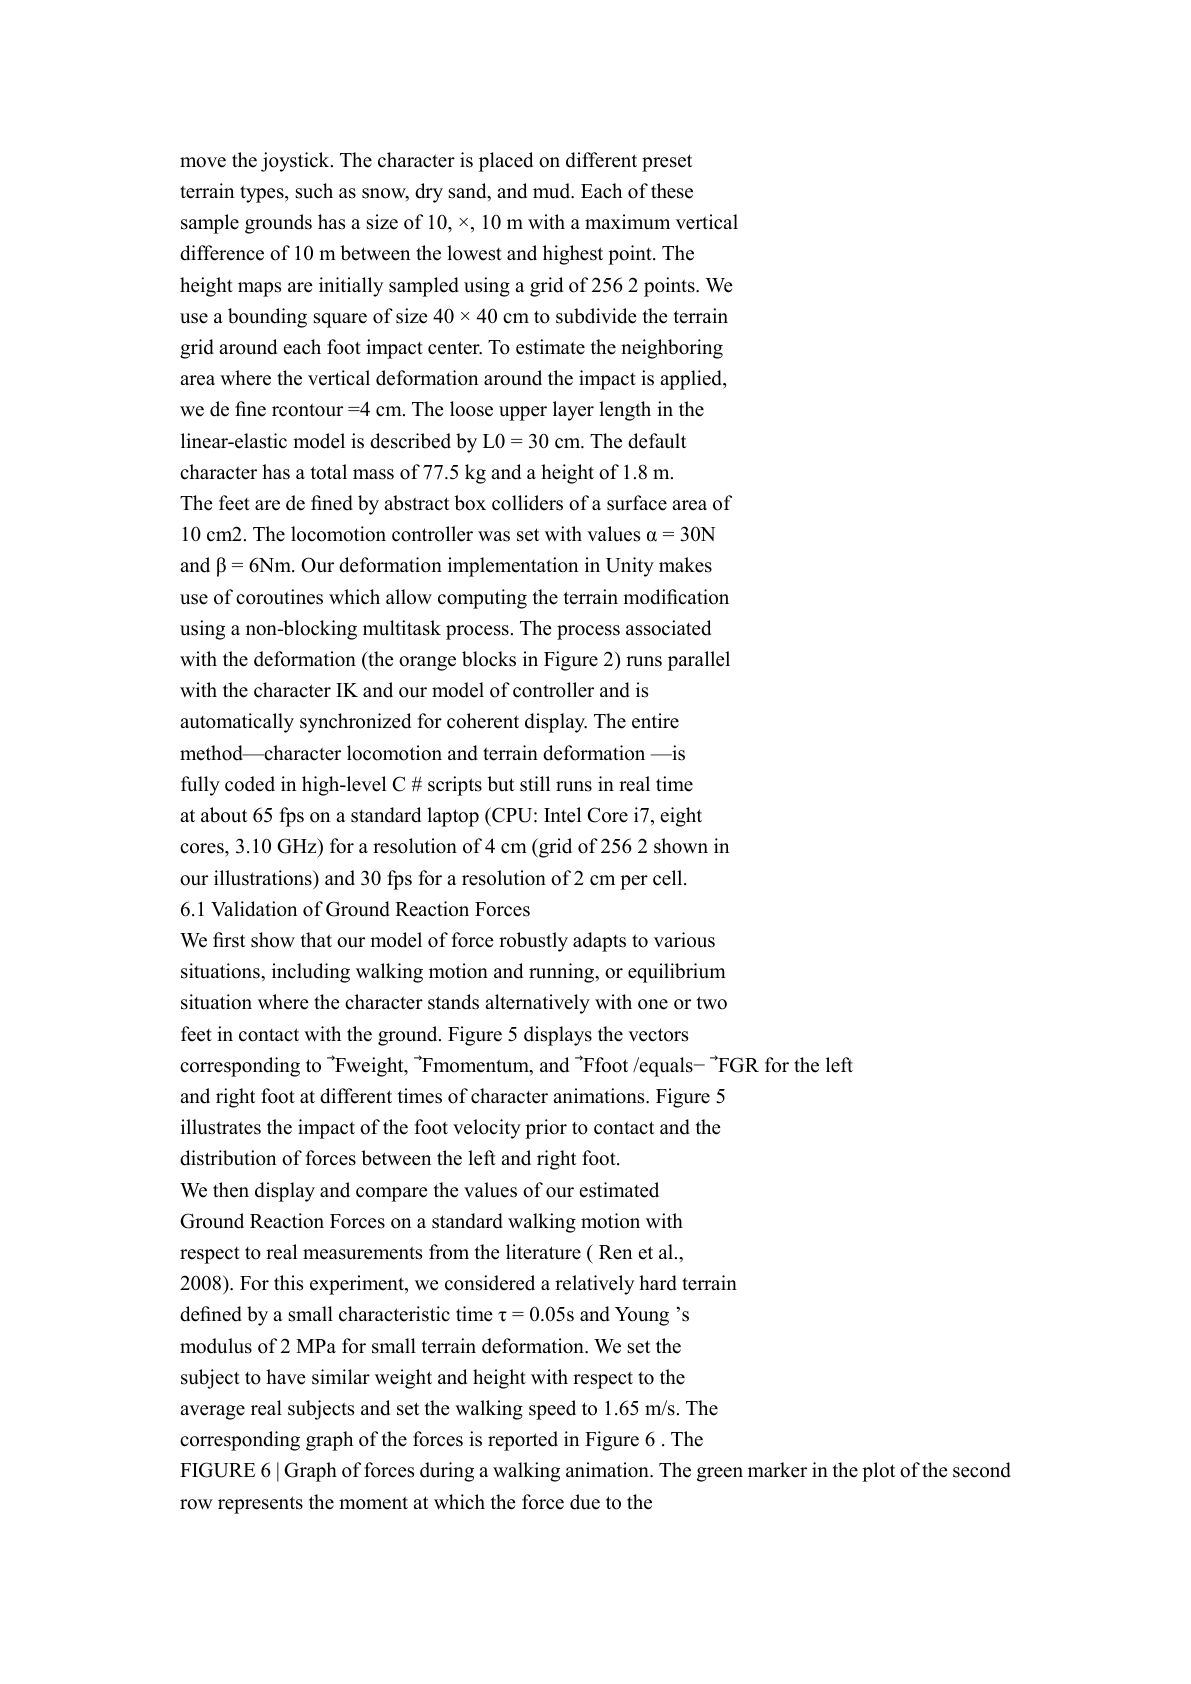 move the joystick. The character is placed on different preset
terrain types, such as snow, dry sand, and mud. Each of these
sample grounds has a size of 10, ×, 10 m with a maximum vertical
difference of 10 m between the lowest and highest point. The
height maps are initially sampled using a grid of 256 2 points. We
use a bounding square of size 40 × 40 cm to subdivide the terrain
grid around each foot impact center. To estimate the neighboring
area where the vertical deformation around the impact is applied,
we de fine rcontour =4 cm. The loose upper layer length in the
linear-elastic model is described by L0 = 30 cm. The default
character has a total mass of 77.5 kg and a height of 1.8 m.
The feet are de fined by abstract box colliders of a surface area of
10 cm2. The locomotion controller was set with values α = 30N
and β = 6Nm. Our deformation implementation in Unity makes
use of coroutines which allow computing the terrain modification
using a non-blocking multitask process. The process associated
with the deformation (the orange blocks in Figure 2) runs parallel
with the character IK and our model of controller and is
automatically synchronized for coherent display. The entire
method—character locomotion and terrain deformation —is
fully coded in high-level C # scripts but still runs in real time
at about 65 fps on a standard laptop (CPU: Intel Core i7, eight
cores, 3.10 GHz) for a resolution of 4 cm (grid of 256 2 shown in
our illustrations) and 30 fps for a resolution of 2 cm per cell.
6.1 Validation of Ground Reaction Forces
We first show that our model of force robustly adapts to various
situations, including walking motion and running, or equilibrium
situation where the character stands alternatively with one or two
feet in contact with the ground. Figure 5 displays the vectors
corresponding to ⃗Fweight, ⃗Fmomentum, and ⃗Ffoot /equals− ⃗FGR for the left
and right foot at different times of character animations. Figure 5
illustrates the impact of the foot velocity prior to contact and the
distribution of forces between the left and right foot.
We then display and compare the values of our estimated
Ground Reaction Forces on a standard walking motion with
respect to real measurements from the literature ( Ren et al.,
2008). For this experiment, we considered a relatively hard terrain
defined by a small characteristic time τ = 0.05s and Young ’s
modulus of 2 MPa for small terrain deformation. We set the
subject to have similar weight and height with respect to the
average real subjects and set the walking speed to 1.65 m/s. The
corresponding graph of the forces is reported in Figure 6 . The
FIGURE 6 | Graph of forces during a walking animation. The green marker in the plot of the second
row represents the moment at which the force due to the